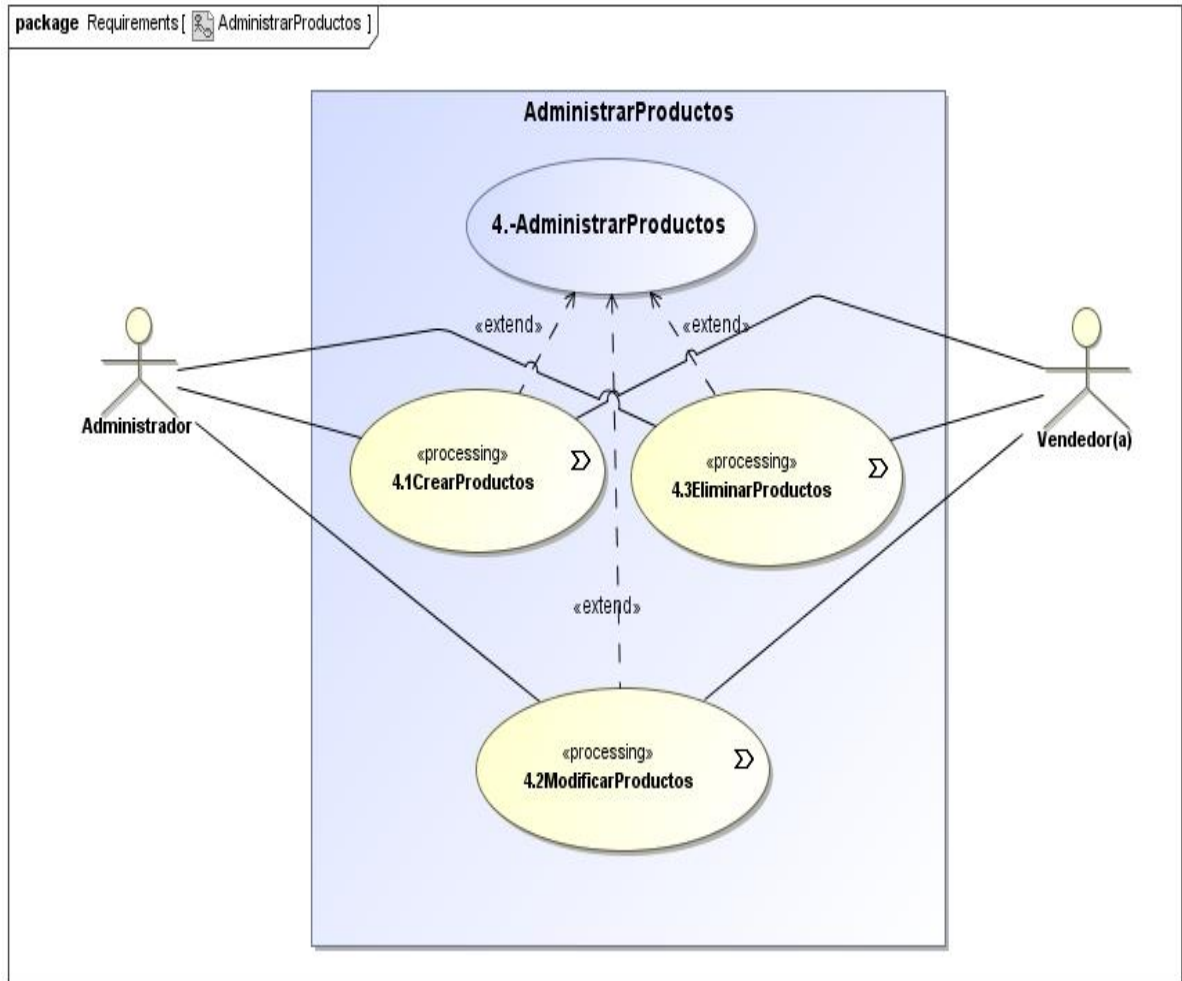 package Requirements [ AdministrarProductos ]
AdministrarProductos
4.-AdministrarProductos
«extend»
«extend»
Administrador
Vendedor(a)
«processing»
4.1CrearProductos
«processing»
4.3EliminarProductos
«extend»
«processing»
4.2ModificarProductos